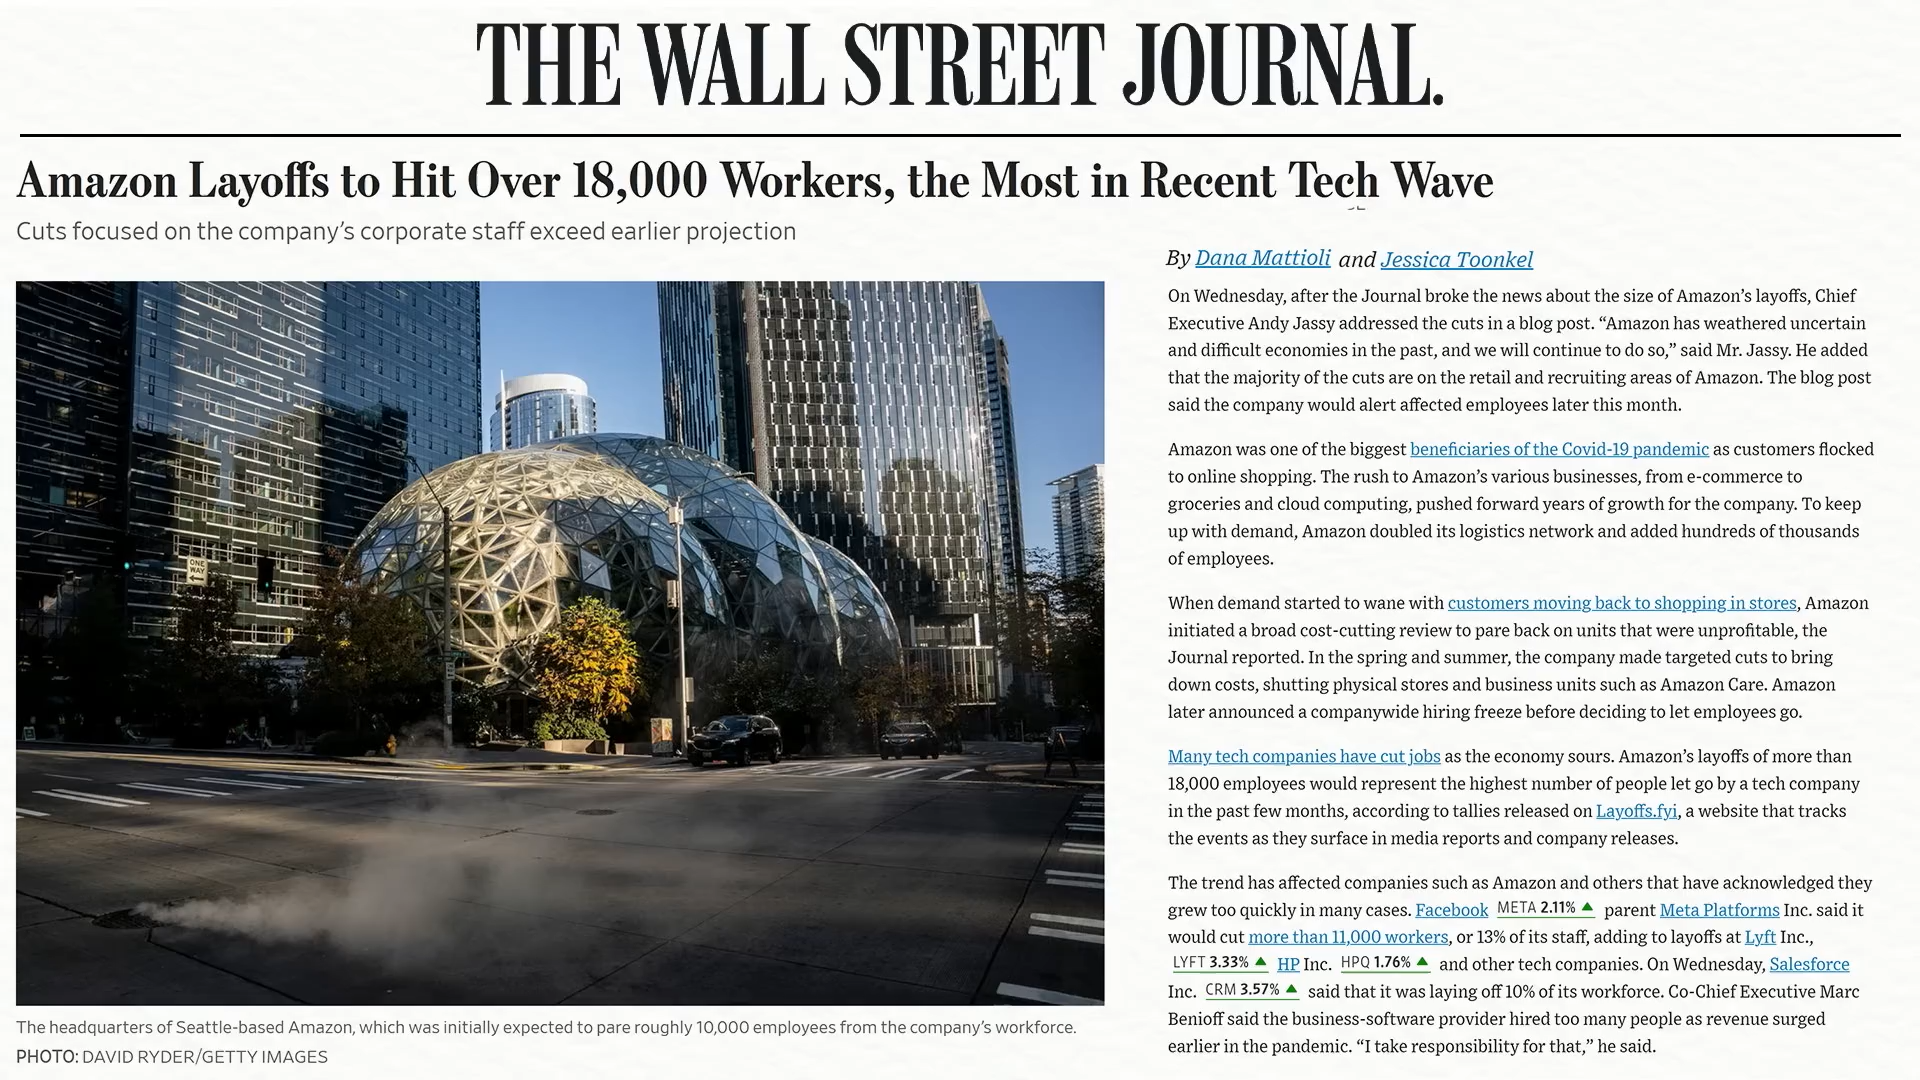 THE WALL STREET JOURNAL.
Amazon Layoffs to Hit Over 18,000 Workers, the Most in Recent Tech Wave
Cuts focused on the company’s corporate staff exceed earlier projection
ONE
WAY
The headquarters of Seattle-based Amazon, which was initially expected to pare roughly 10,000 employees from the company’s workforce.
PHOTO: DAVID RYDER/GETTY IMAGES
By Dana Mattioli and Jessica Toonkel
On Wednesday, after the Journal broke the news about the size of Amazon’s layoffs, Chief
Executive Andy Jassy addressed the cuts in a blog post. “Amazon has weathered uncertain
and difficult economies in the past, and we will continue to do so,” said Mr. Jassy. He added
that the majority of the cuts are on the retail and recruiting areas of Amazon. The blog post
said the company would alert affected employees later this month.
Amazon was one of the biggest beneficiaries of the Covid-19 pandemic as customers flocked
to online shopping. The rush to Amazon’s various businesses, from e-commerce to
groceries and cloud computing, pushed forward years of growth for the company. To keep
up with demand, Amazon doubled its logistics network and added hundreds of thousands
of employees.
When demand started to wane with customers moving back to shopping in stores, Amazon
initiated a broad cost-cutting review to pare back on units that were unprofitable, the
Journal reported. In the spring and summer, the company made targeted cuts to bring
down costs, shutting physical stores and business units such as Amazon Care. Amazon
later announced a companywide hiring freeze before deciding to let employees go.
Many tech companies have cut jobs as the economy sours. Amazon’s layoffs of more than
18,000 employees would represent the highest number of people let go by a tech company
in the past few months, according to tallies released on Layoffs.fyi, a website that tracks
the events as they surface in media reports and company releases.
The trend has affected companies such as Amazon and others that have acknowledged they
grew too quickly in many cases. Facebook META 2.11% ▲ parent Meta Platforms Inc. said it
would cut more than 11,000 workers, or 13% of its staff, adding to layoffs at Lyft Inc.,
LYFT 3.33% ▲ HP Inc. HPQ 1.76% ▲ and other tech companies. On Wednesday, Salesforce
Inc. CRM 3.57% ▲ said that it was laying off 10% of its workforce. Co-Chief Executive Marc
Benioff said the business-software provider hired too many people as revenue surged
earlier in the pandemic. “I take responsibility for that,” he said.